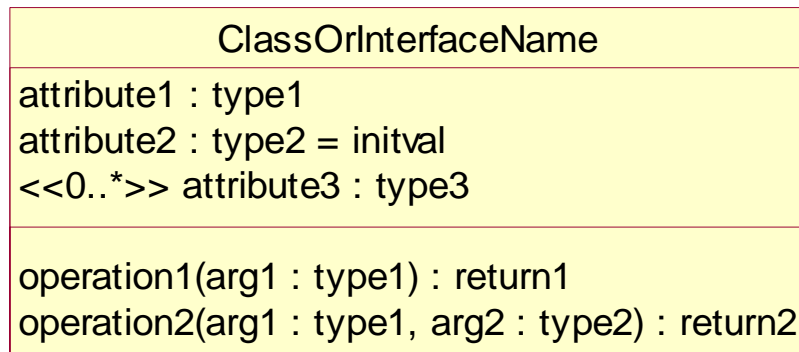 ClassOrInterfaceName
attribute1 : type1
attribute2 : type2 = initval
<<0..*>> attribute3 : type3
operation1(arg1 : type1) : return1
operation2(arg1 : type1, arg2 : type2) : return2